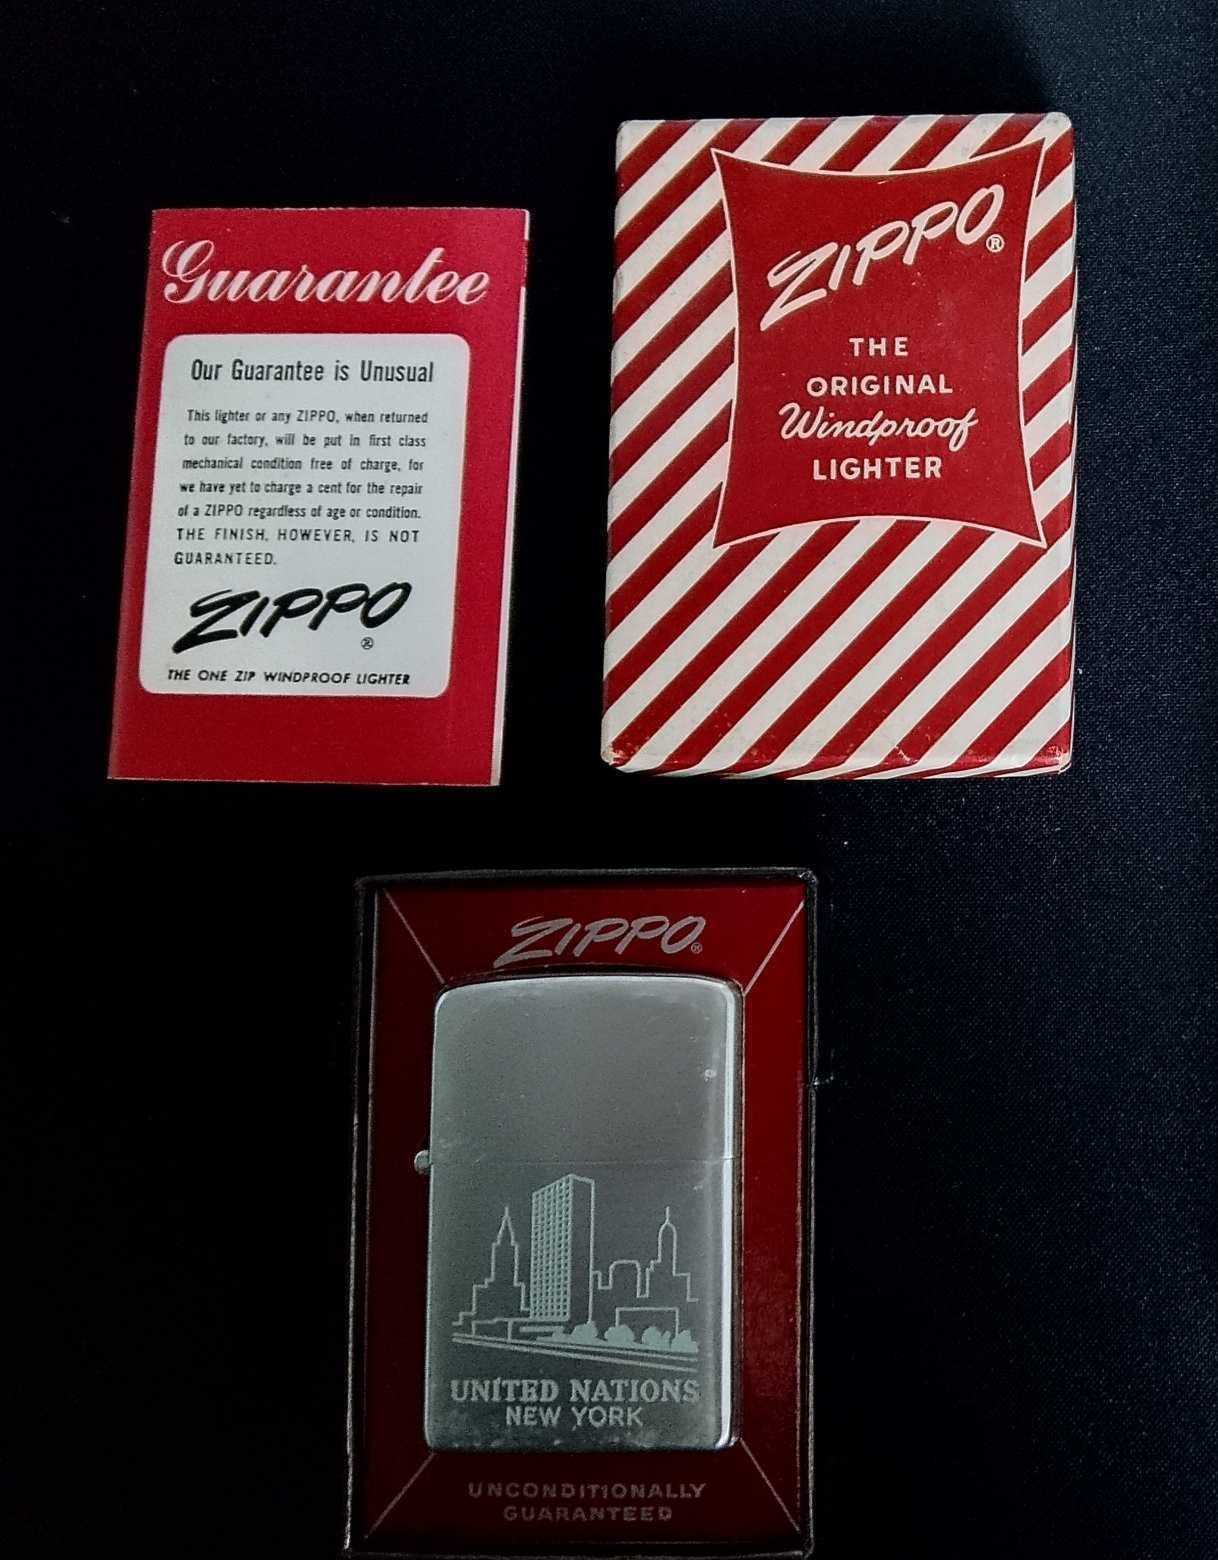 Guarantee
Our Guarantee is Unusual
This lighter or any ZIPPO, when returned
to our factory, will be put in first class
mechanical condition free of charge, for
we have yet to charge a cent for the repair
of a ZIPPO regardless of age or condition.
THE FINISH, HOWEVER, IS NOT
GUARANTEED.
ZIPPO
®
THE ONE ZIP WINDPROOF LIGHTER
ZIPPO®
THE
ORIGINAL
Windproof
LIGHTER
ZIPPO®
UNITED NATIONS
NEW YORK
UNCONDITIONALLY
GUARANTEED